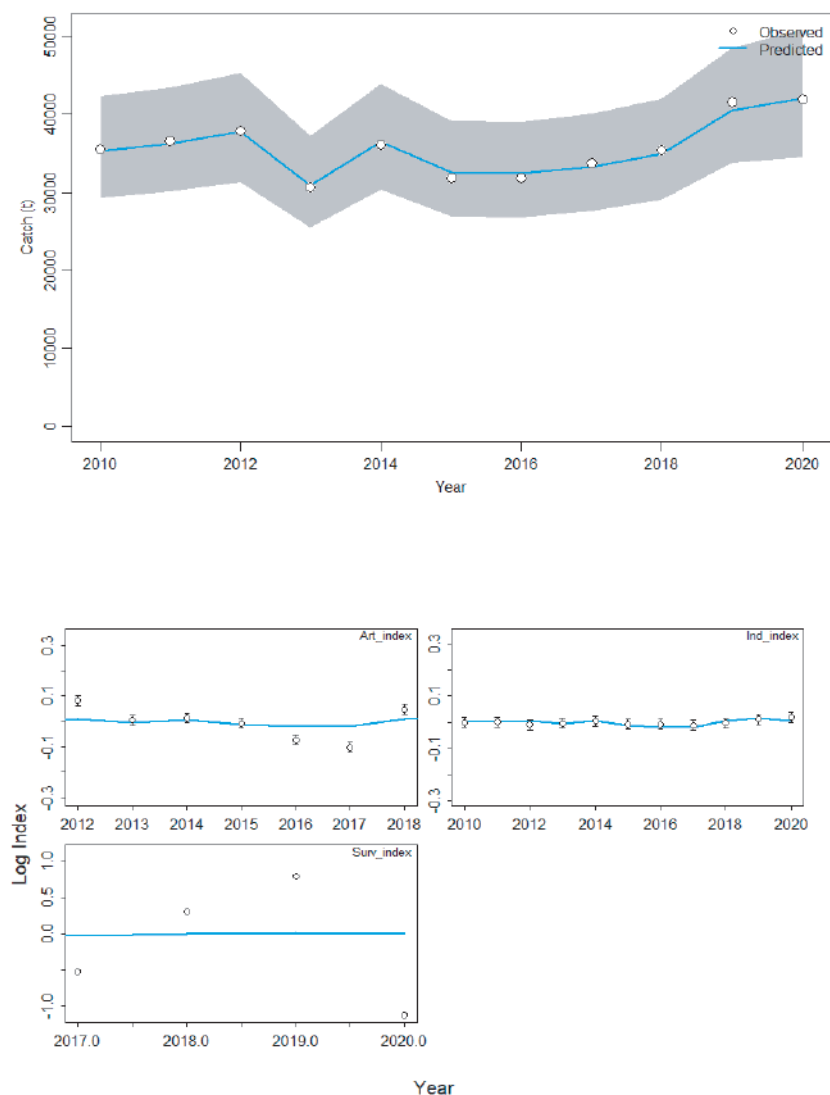 Observed
Predicted
50000
40000
30000
20000
10000
0
Catch (t)
2010 2012 2014 2016 2018 2020
Year
Art_index
0.3
0.1
-0.1
-0.3
2012 2013 2014 2015 2016 2017 2018
Ind_index
0.3
0.1
-0.1
-0.3
2010 2012 2014 2016 2018 2020
Log Index
Surv_index
1.0
0.5
0.0
-1.0
2017.0 2018.0 2019.0 2020.0
Year